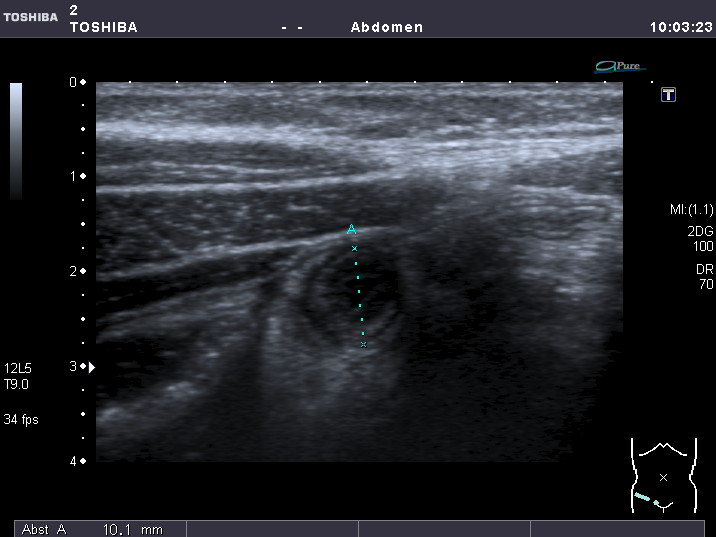 TOSHIBA
2
TOSHIBA - - Abdomen 10:03:23
aPure
T
0
1
2
3
4
A
MI:(1.1)
2DG
100
DR
70
12L5
T9.0
34 fps
Abst A 10.1 mm